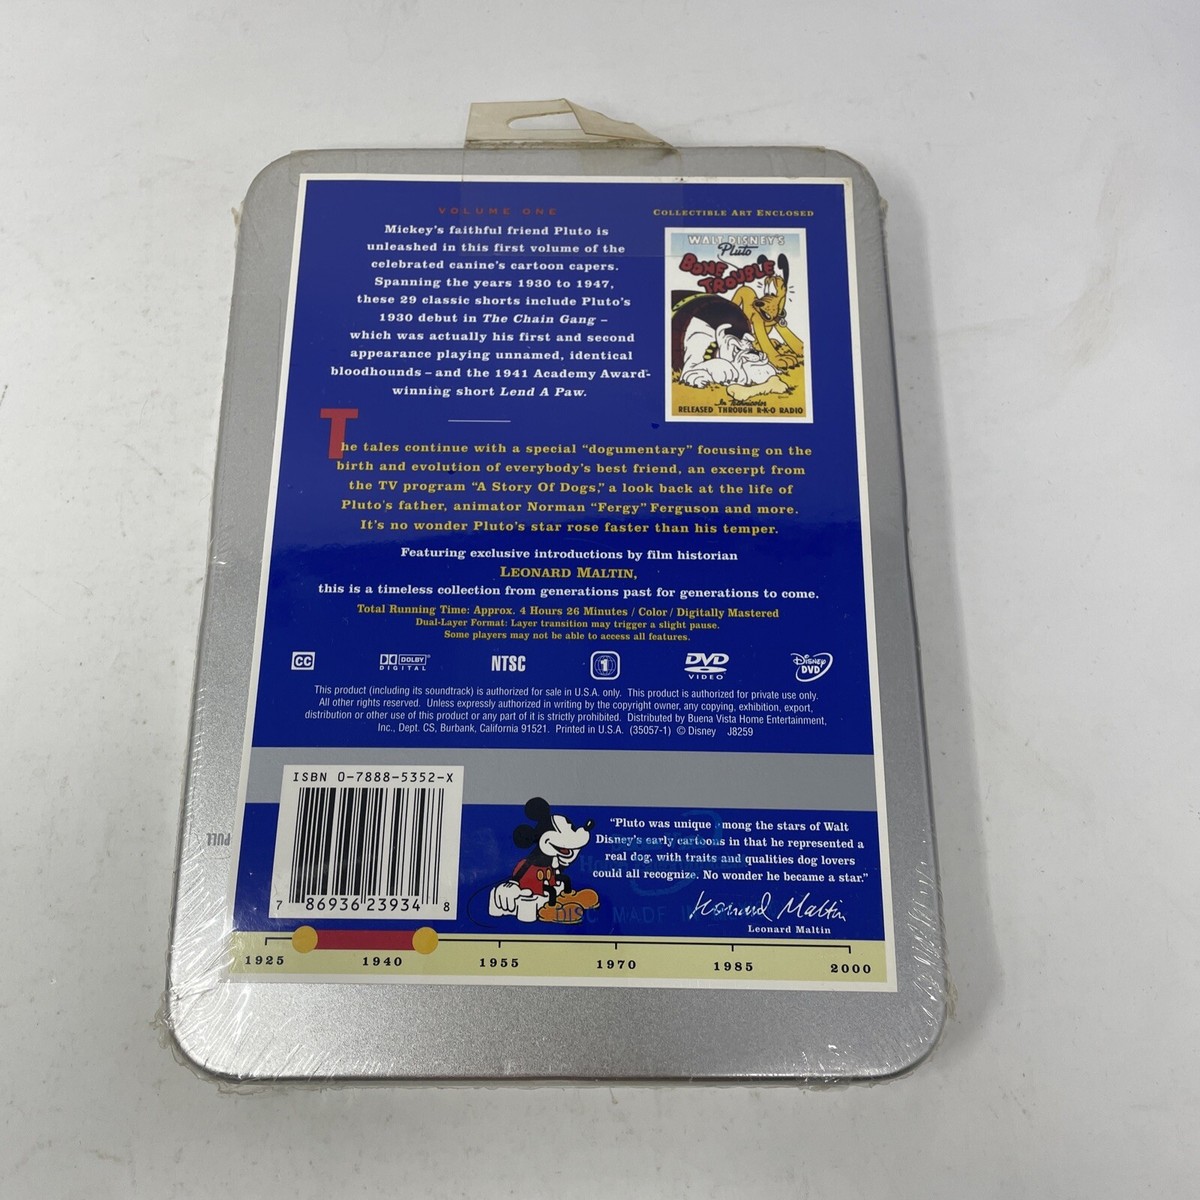 VOLUME ONE
Mickey's faithful friend Pluto is
unleashed in this first volume of the
celebrated canine's cartoon capers.
Spanning the years 1930 to 1947,
these 29 classic shorts include Pluto's
1930 debut in The Chain Gang –
which was actually his first and second
appearance playing unnamed, identical
bloodhounds – and the 1941 Academy Award-
winning short Lend A Paw.
COLLECTIBLE ART ENCLOSED
WALT DISNEY'S
Pluto
BONE
TROUBLE
In Technicolor
RELEASED THROUGH R·K·O RADIO
The tales continue with a special “dogumentary” focusing on the
birth and evolution of everybody's best friend, an excerpt from
the TV program “A Story Of Dogs,” a look back at the life of
Pluto's father, animator Norman “Fergy” Ferguson and more.
It's no wonder Pluto's star rose faster than his temper.
Featuring exclusive introductions by film historian
LEONARD MALTIN,
this is a timeless collection from generations past for generations to come.
Total Running Time: Approx. 4 Hours 26 Minutes / Color / Digitally Mastered
Dual-Layer Format: Layer transition may trigger a slight pause.
Some players may not be able to access all features.
CC DOLBY DIGITAL NTSC 1 DVD VIDEO Disney DVD
This product (including its soundtrack) is authorized for sale in U.S.A. only. This product is authorized for private use only.
All other rights reserved. Unless expressly authorized in writing by the copyright owner, any copying, exhibition, export,
distribution or other use of this product or any part of it is strictly prohibited. Distributed by Buena Vista Home Entertainment,
Inc., Dept. CS, Burbank, California 91521. Printed in U.S.A. (35057-1) © Disney J8259
ISBN 0-7888-5352-X
7 86936 23934 8
PULL
“Pluto was unique among the stars of Walt
Disney's early cartoons in that he represented a
real dog, with traits and qualities dog lovers
could all recognize. No wonder he became a star.”
Leonard Maltin
Leonard Maltin
DISC MADE IN
1925 1940 1955 1970 1985 2000